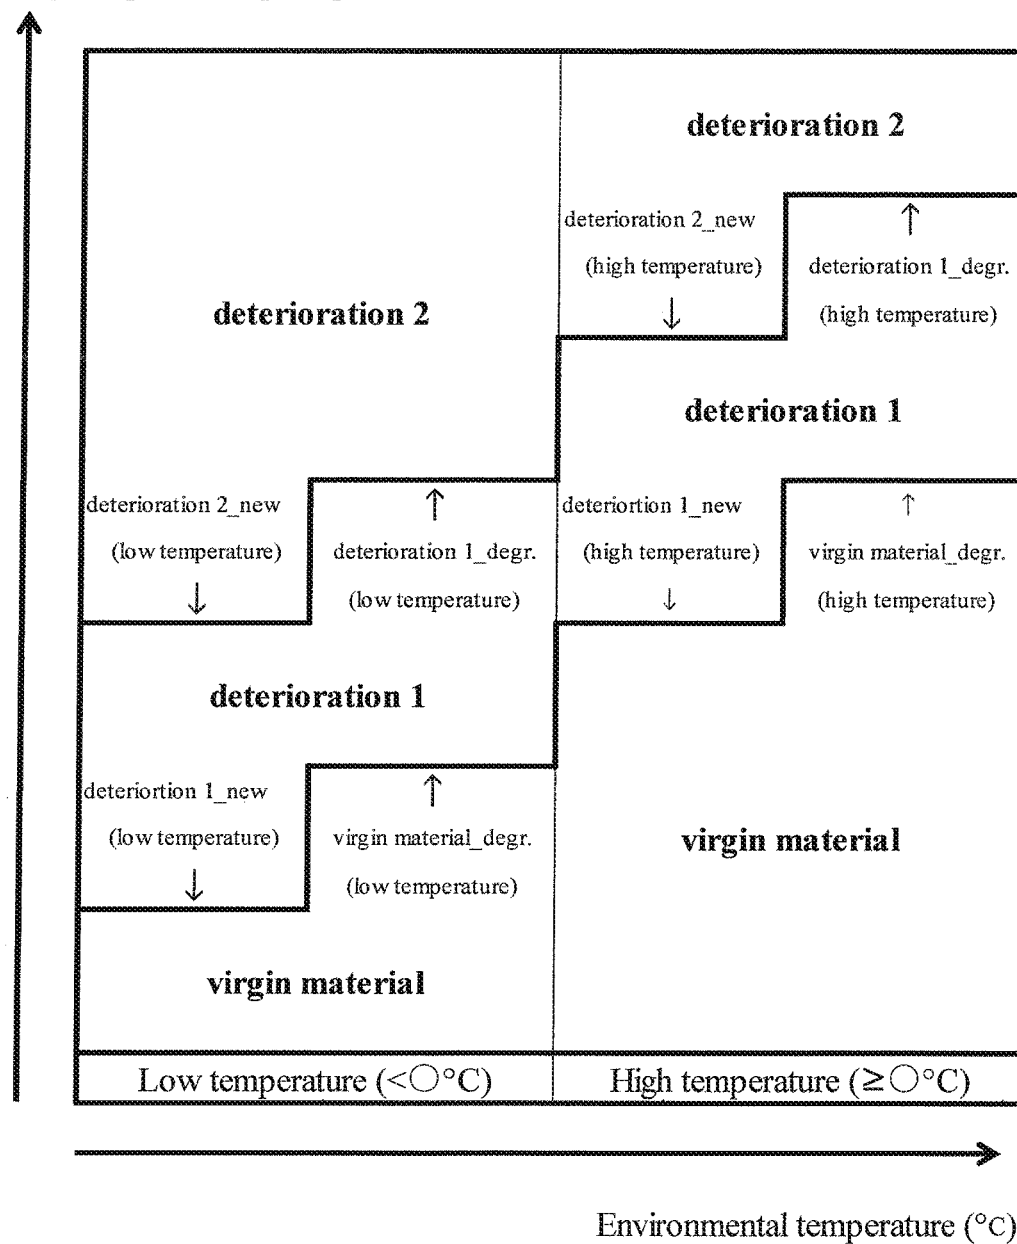 deterioration 2
deterioration 2_new
(high temperature)
↓
↑
deterioration 1_degr.
(high temperature)
deterioration 2
deterioration 1
deterioration 2_new
(low temperature)
↓
↑
deterioration 1_degr.
(low temperature)
deteriortion 1_new
(high temperature)
↓
↑
virgin material_degr.
(high temperature)
deterioration 1
deteriortion 1_new
(low temperature)
↓
↑
virgin material_degr.
(low temperature)
virgin material
virgin material
Low temperature (<○°C)
High temperature (≥○°C)
Environmental temperature (°C)